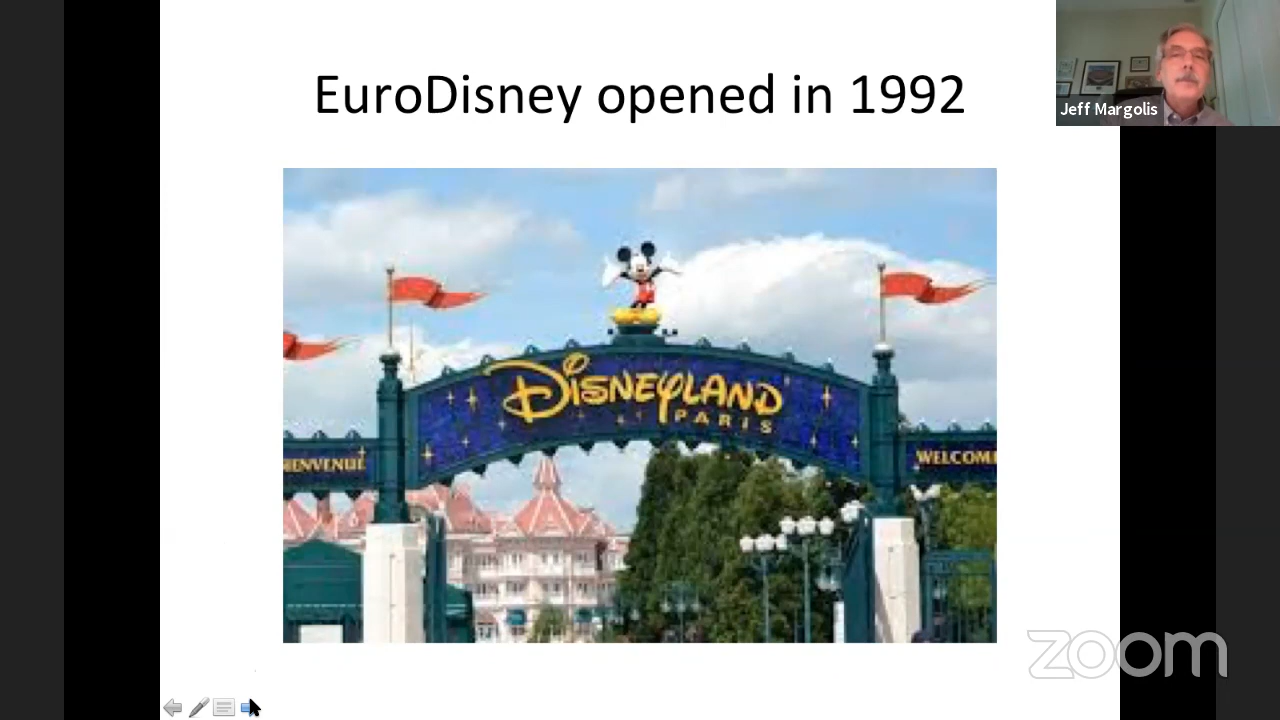 EuroDisney opened in 1992
Jeff Margolis
DISNEYLAND
PARIS
BIENVENUE
WELCOME
zoom